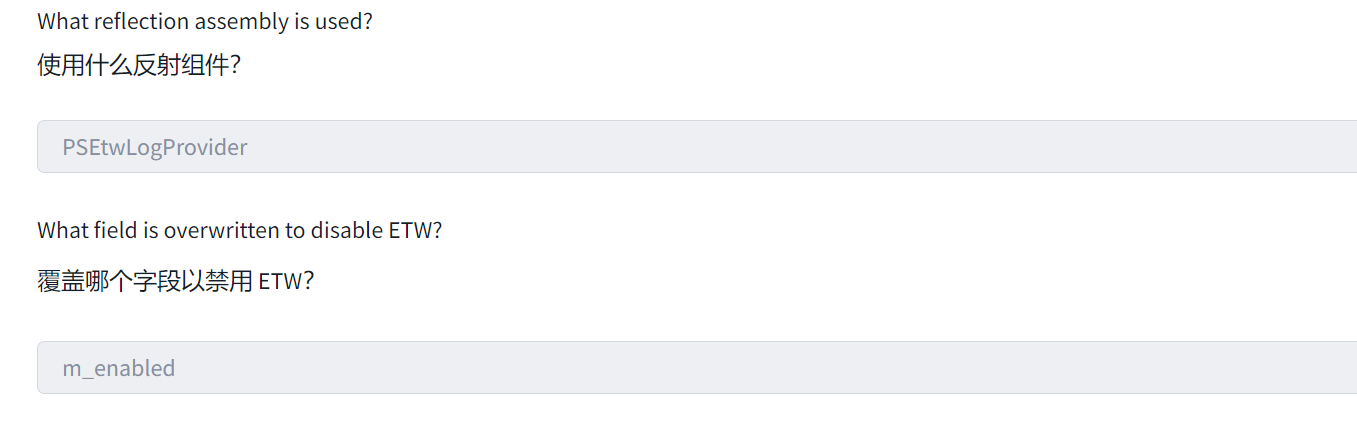 What reflection assembly is used?
使用什么反射组件？
PSEtwLogProvider
What field is overwritten to disable ETW?
覆盖哪个字段以禁用 ETW？
m_enabled